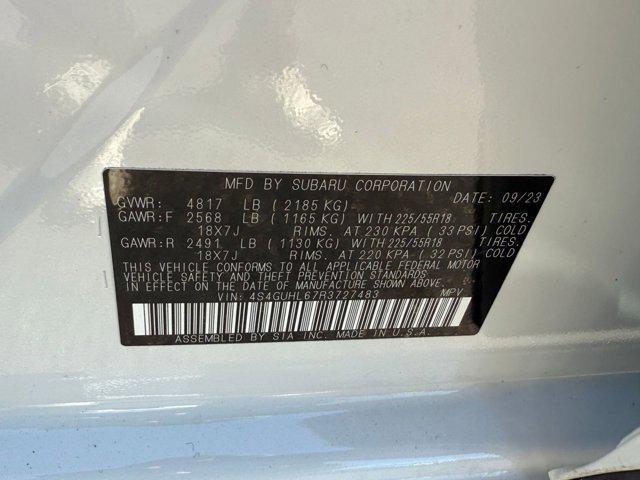 MFD BY SUBARU CORPORATION
DATE: 09/23
GVWR: 4817 LB ( 2185 KG)
GAWR:F 2568 LB ( 1165 KG) WITH 225/55R18 TIRES.
18X7J RIMS. AT 230 KPA ( 33 PSI) COLD
GAWR:R 2491 LB ( 1130 KG) WITH 225/55R18 TIRES.
18X7J RIMS. AT 220 KPA ( 32 PSI) COLD
THIS VEHICLE CONFORMS TO ALL APPLICABLE FEDERAL MOTOR
VEHICLE SAFETY AND THEFT PREVENTION STANDARDS
IN EFFECT ON THE DATE OF MANUFACTURE SHOWN ABOVE.
VIN: 4S4GUHL67R3727483 MPV
ASSEMBLED BY SIA INC. MADE IN U.S.A.